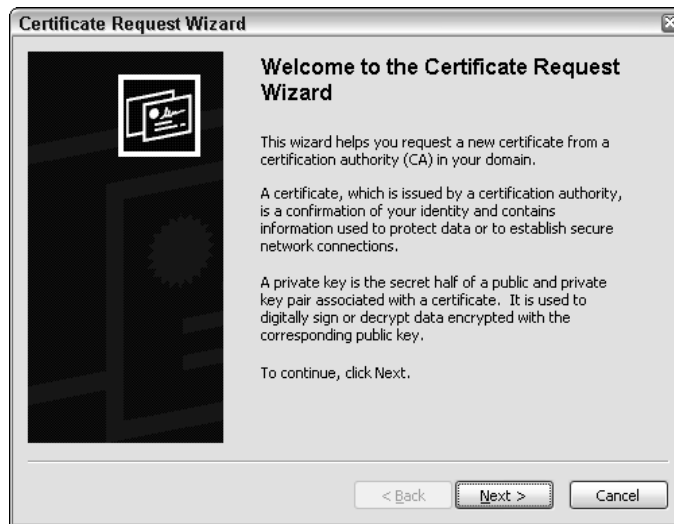 Certificate Request Wizard
Welcome to the Certificate Request
Wizard
This wizard helps you request a new certificate from a
certification authority (CA) in your domain.
A certificate, which is issued by a certification authority,
is a confirmation of your identity and contains
information used to protect data or to establish secure
network connections.
A private key is the secret half of a public and private
key pair associated with a certificate.  It is used to
digitally sign or decrypt data encrypted with the
corresponding public key.
To continue, click Next.
< Back
Next >
Cancel